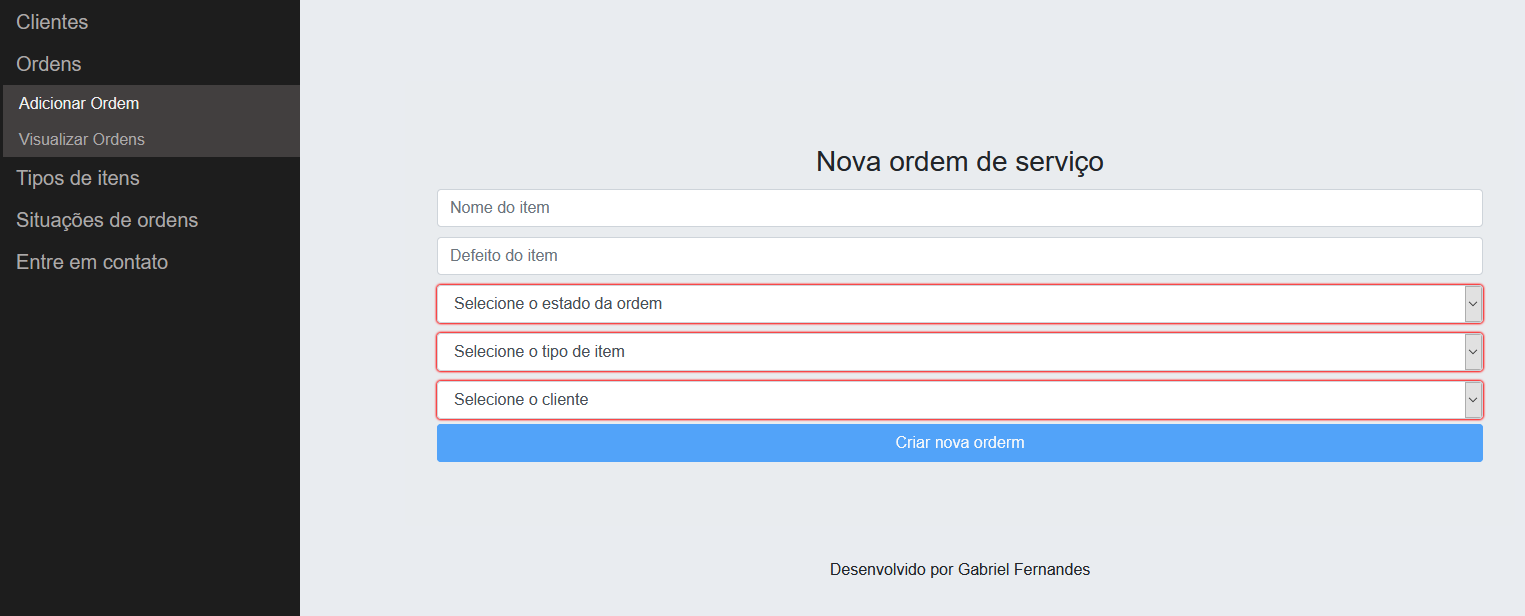 Clientes
Ordens
Adicionar Ordem
Visualizar Ordens
Tipos de itens
Situações de ordens
Entre em contato
Nova ordem de serviço
Nome do item
Defeito do item
Selecione o estado da ordem
Selecione o tipo de item
Selecione o cliente
Criar nova orderm
Desenvolvido por Gabriel Fernandes